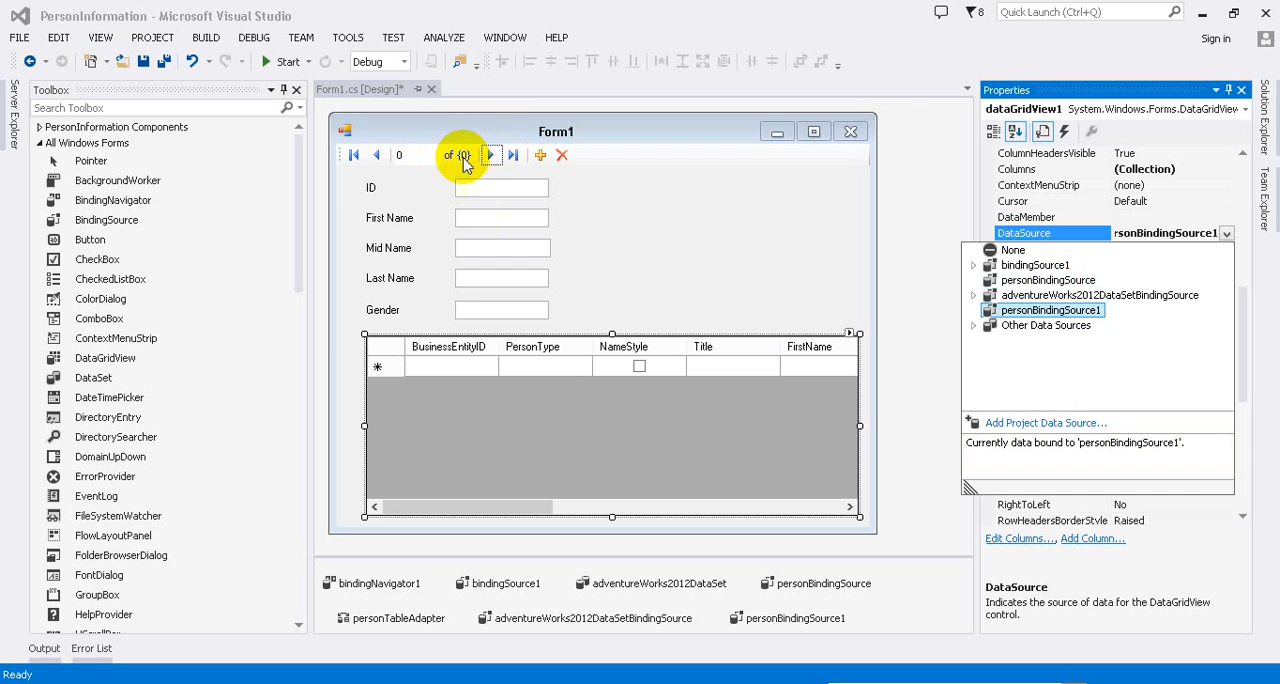 PersonInformation - Microsoft Visual Studio
8
Quick Launch (Ctrl+Q)
FILE EDIT VIEW PROJECT BUILD DEBUG TEAM TOOLS TEST ANALYZE WINDOW HELP
Sign in
Start
Debug
Server Explorer
Toolbox
Search Toolbox
PersonInformation Components
All Windows Forms
Pointer
BackgroundWorker
BindingNavigator
BindingSource
Button
CheckBox
CheckedListBox
ColorDialog
ComboBox
ContextMenuStrip
DataGridView
DataSet
DateTimePicker
DirectoryEntry
DirectorySearcher
DomainUpDown
ErrorProvider
EventLog
FileSystemWatcher
FlowLayoutPanel
FolderBrowserDialog
FontDialog
GroupBox
HelpProvider
HScrollBar
Output Error List
Ready
Form1.cs [Design]*
Form1
0 of {0}
ID
First Name
Mid Name
Last Name
Gender
BusinessEntityID PersonType NameStyle Title FirstName
bindingNavigator1 bindingSource1 adventureWorks2012DataSet personBindingSource
personTableAdapter adventureWorks2012DataSetBindingSource personBindingSource1
Properties
dataGridView1 System.Windows.Forms.DataGridView
ColumnHeadersVisible True
Columns (Collection)
ContextMenuStrip (none)
Cursor Default
DataMember
DataSource rsonBindingSource1
None
bindingSource1
personBindingSource
adventureWorks2012DataSetBindingSource
personBindingSource1
Other Data Sources
Add Project Data Source...
Currently data bound to 'personBindingSource1'.
RightToLeft No
RowHeadersBorderStyle Raised
Edit Columns..., Add Column...
DataSource
Indicates the source of data for the DataGridView
control.
Solution Explorer
Team Explorer